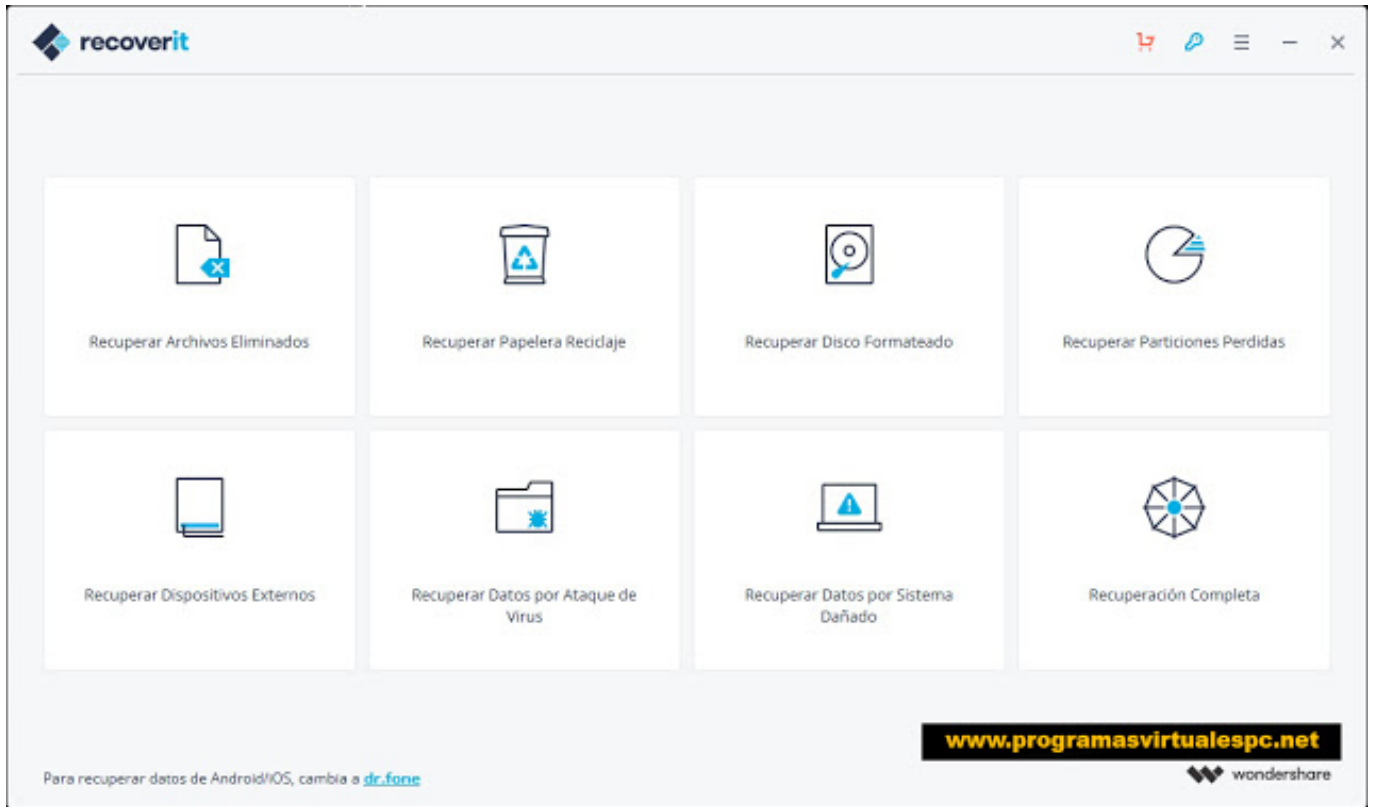 recoverit
Recuperar Archivos Eliminados
Recuperar Papelera Reciclaje
Recuperar Disco Formateado
Recuperar Particiones Perdidas
Recuperar Dispositivos Externos
Recuperar Datos por Ataque de
Virus
Recuperar Datos por Sistema
Dañado
Recuperación Completa
www.programasvirtualespc.net
Para recuperar datos de Android/iOS, cambia a dr.fone
wondershare